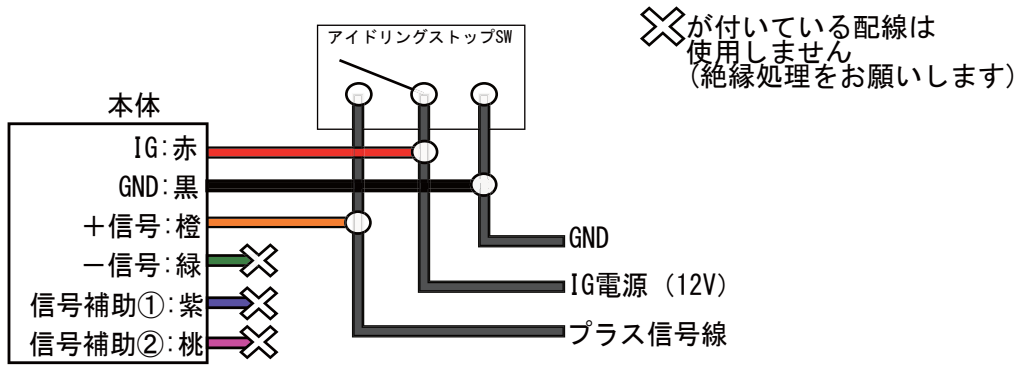 アイドリングストップSW
が付いている配線は
使用しません
(絶縁処理をお願いします)
本体
IG:赤
GND:黒
＋信号:橙
－信号:緑
信号補助①:紫
信号補助②:桃
GND
IG電源 (12V)
プラス信号線